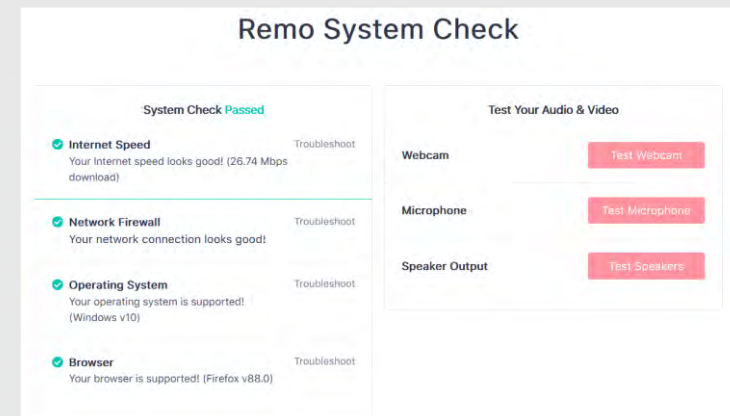 Remo System Check
System Check Passed
Internet Speed Troubleshoot
Your Internet speed looks good! (26.74 Mbps
download)
Network Firewall Troubleshoot
Your network connection looks good!
Operating System Troubleshoot
Your operating system is supported!
(Windows v10)
Browser Troubleshoot
Your browser is supported! (Firefox v88.0)
Test Your Audio & Video
Webcam Test Webcam
Microphone Test Microphone
Speaker Output Test Speakers